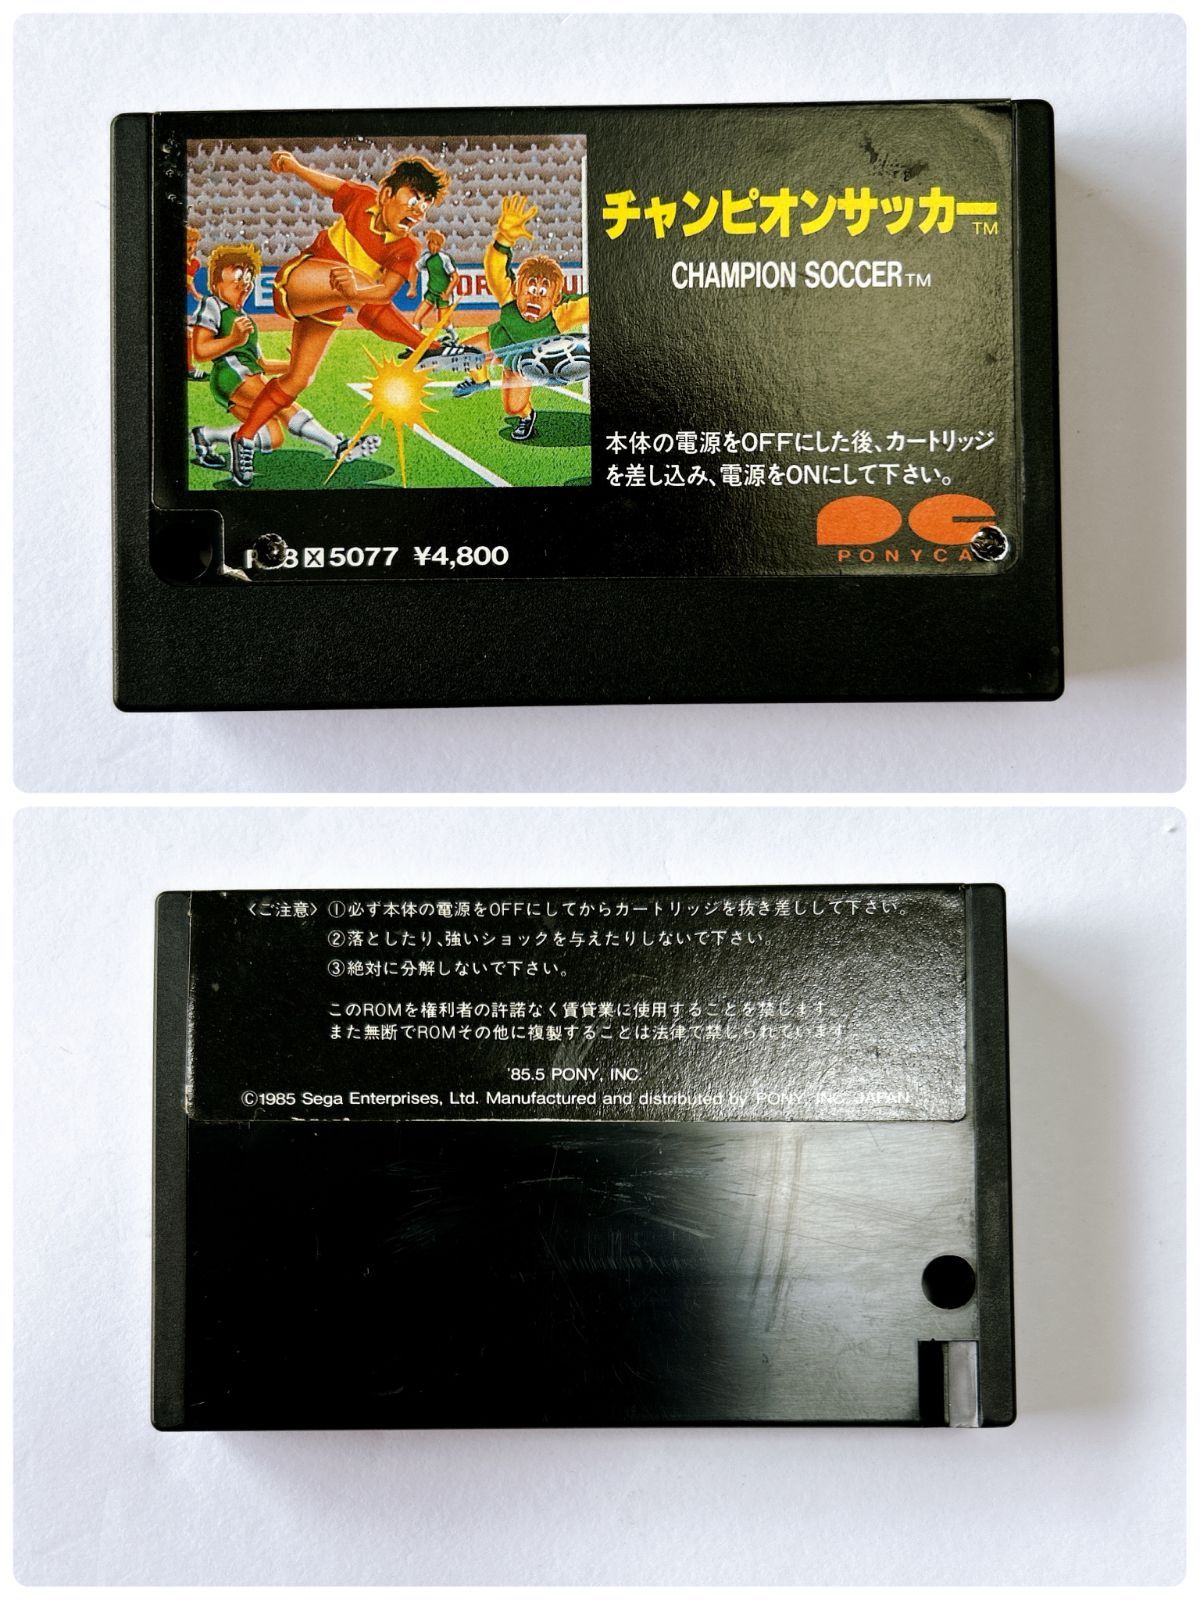 チャンピオンサッカー™
CHAMPION SOCCER™
本体の電源をOFFにした後、カートリッジ
を差し込み、電源をONにして下さい。
PONYCA
8 X 5077 ¥4,800
〈ご注意〉①必ず本体の電源をOFFにしてからカートリッジを抜き差しして下さい。
②落としたり、強いショックを与えたりしないで下さい。
③絶対に分解しないで下さい。
このROMを権利者の許諾なく賃貸業に使用することを禁じます。
また無断でROMその他に複製することは法律で禁じられています。
'85.5 PONY, INC.
©1985 Sega Enterprises, Ltd. Manufactured and distributed by PONY, INC. JAPAN